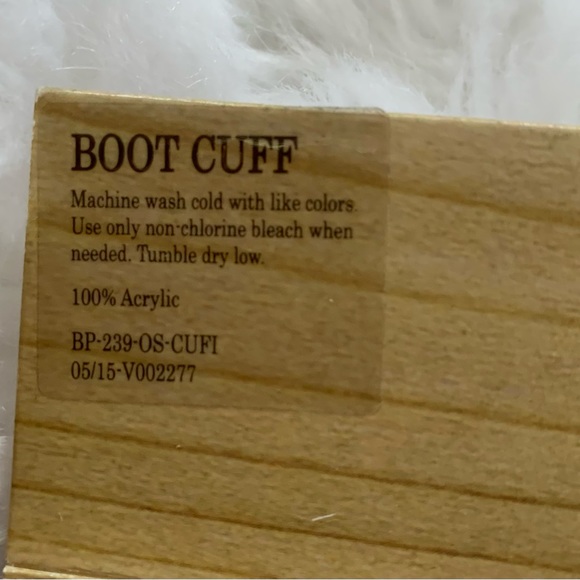 BOOT CUFF
Machine wash cold with like colors.
Use only non-chlorine bleach when
needed. Tumble dry low.
100% Acrylic
BP-239-OS-CUFI
05/15-V002277